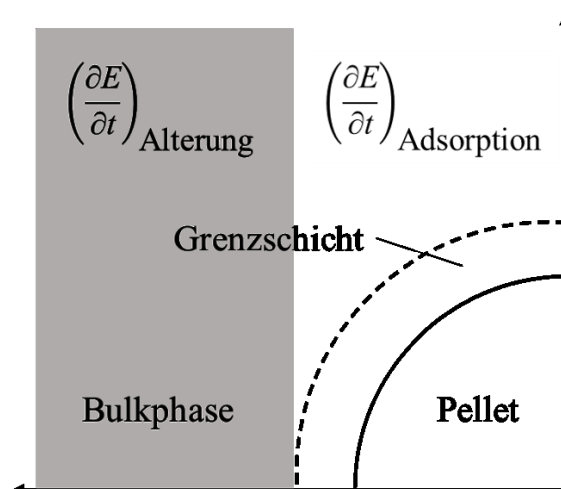 (∂E/∂t) Alterung
(∂E/∂t) Adsorption
Grenzschicht
Bulkphase
Pellet